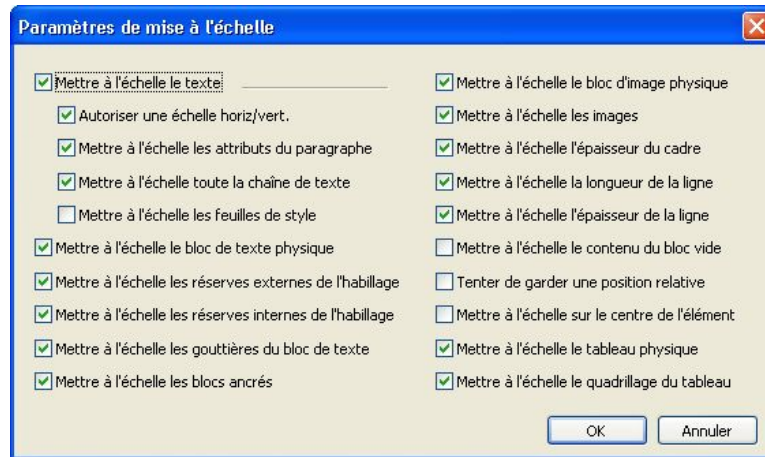 Paramètres de mise à l'échelle
Mettre à l'échelle le texte
Autoriser une échelle horiz/vert.
Mettre à l'échelle les attributs du paragraphe
Mettre à l'échelle toute la chaîne de texte
Mettre à l'échelle les feuilles de style
Mettre à l'échelle le bloc de texte physique
Mettre à l'échelle les réserves externes de l'habillage
Mettre à l'échelle les réserves internes de l'habillage
Mettre à l'échelle les gouttières du bloc de texte
Mettre à l'échelle les blocs ancrés
Mettre à l'échelle le bloc d'image physique
Mettre à l'échelle les images
Mettre à l'échelle l'épaisseur du cadre
Mettre à l'échelle la longueur de la ligne
Mettre à l'échelle l'épaisseur de la ligne
Mettre à l'échelle le contenu du bloc vide
Tenter de garder une position relative
Mettre à l'échelle sur le centre de l'élément
Mettre à l'échelle le tableau physique
Mettre à l'échelle le quadrillage du tableau
OK
Annuler